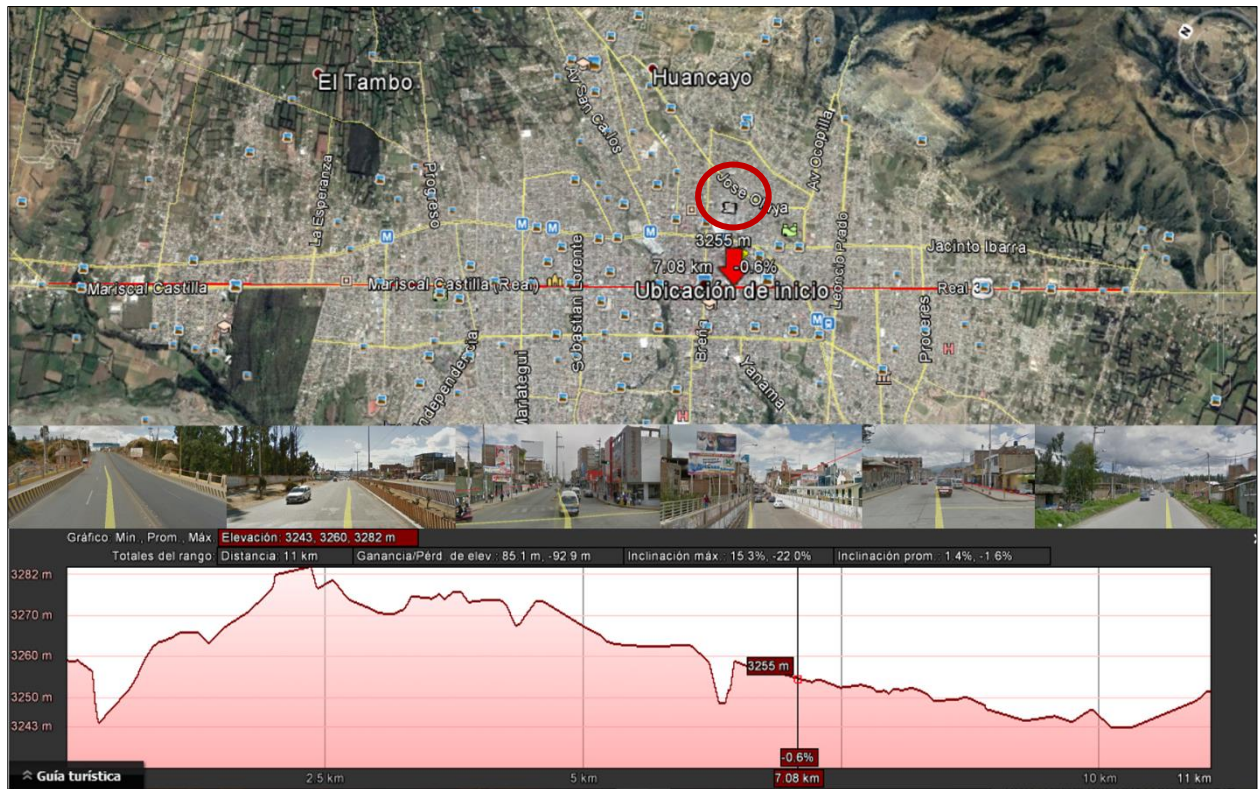 N
El Tambo
Huancayo
Av San Carlos
Av Ocopilla
La Esperanza
Progreso
Jose Olaya
M
M
M
M
3255 m
7.08 km -0.6%
Jacinto Ibarra
Mariscal Castilla
Mariscal Castilla (Real)
Ubicación de inicio
Real 3
Sebastian Lorente
Leoncio Prado
M
Independencia
Mariategui
Breña
Yanama
Proceres
H
H
Gráfico: Mín., Prom., Máx. Elevación: 3243, 3260, 3282 m
Totales del rango: Distancia: 11 km Ganancia/Pérd. de elev.: 85.1 m, -92.9 m Inclinación máx.: 15.3%, -22.0% Inclinación prom.: 1.4%, -1.6%
3282 m
3270 m
3260 m
3255 m
3250 m
3243 m
-0.6%
Guía turística
2.5 km 5 km 7.08 km 10 km 11 km